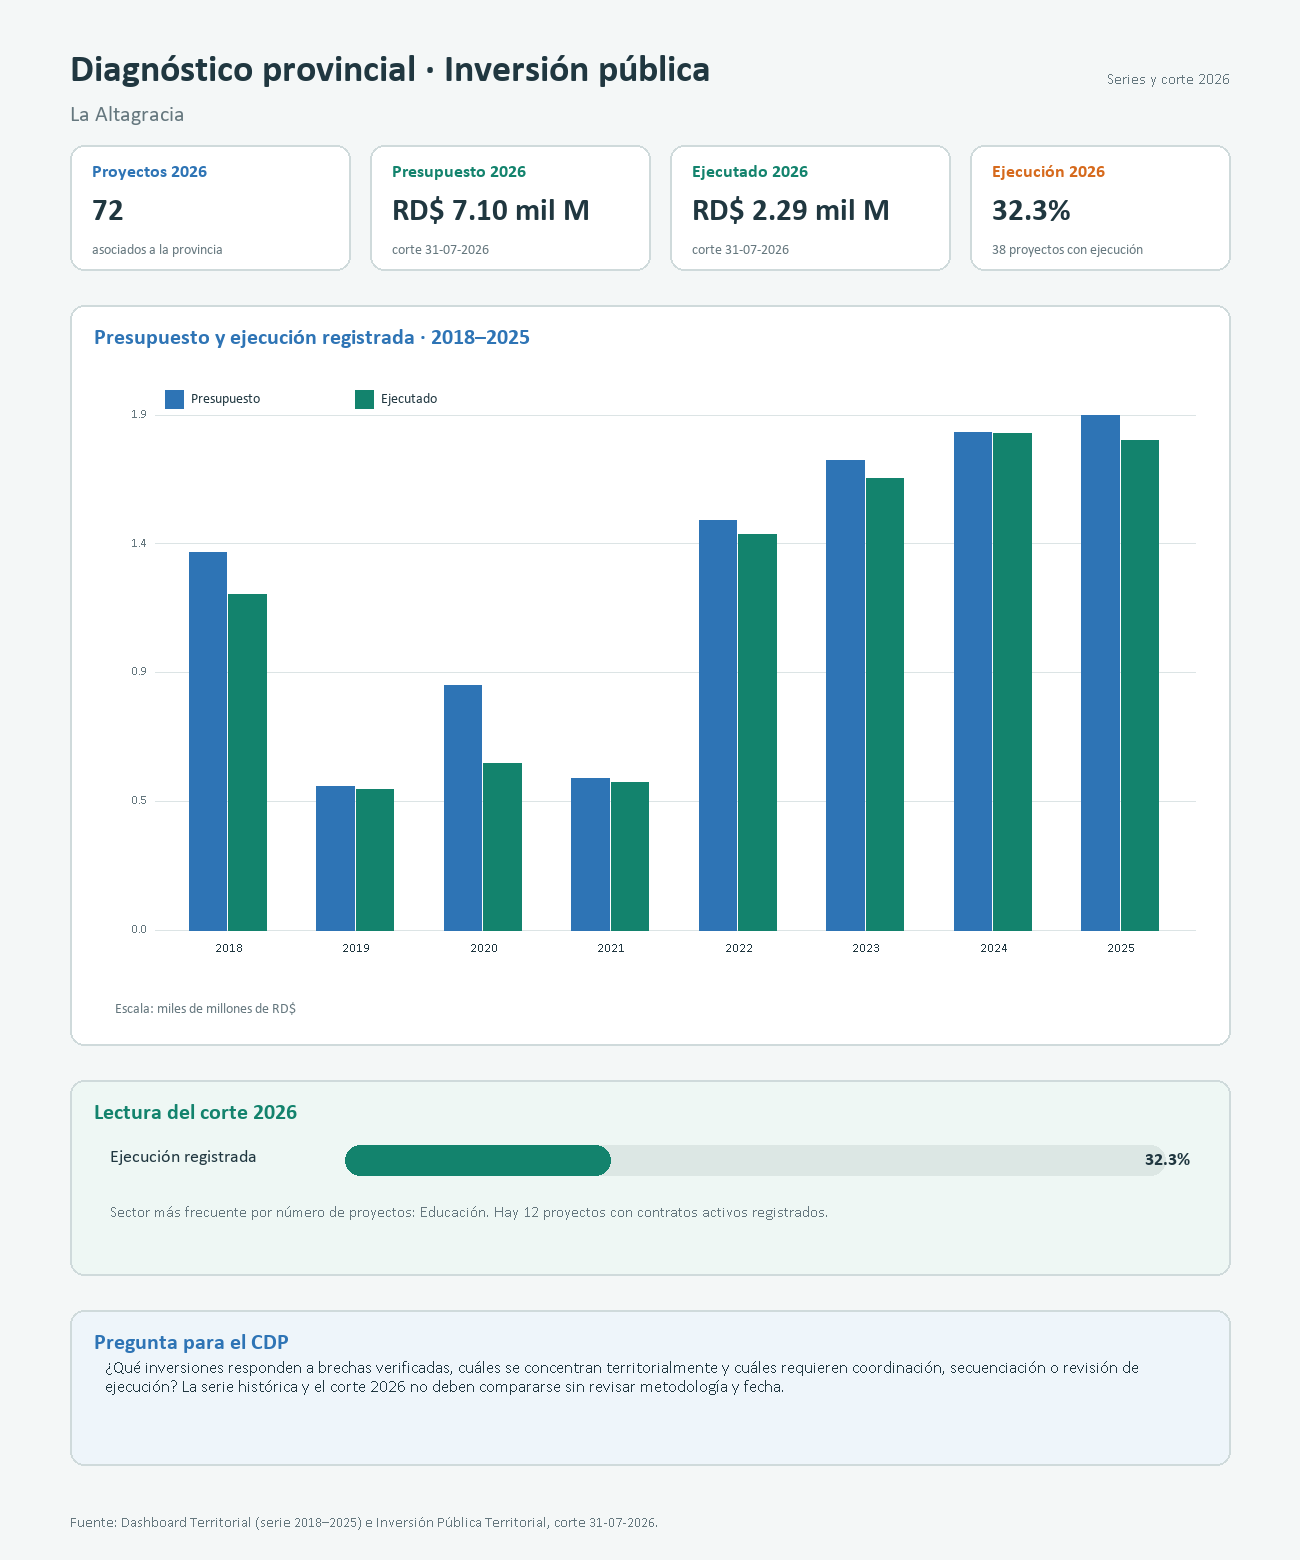 Diagnóstico provincial · Inversión pública
Series y corte 2026
La Altagracia
Proyectos 2026
72
asociados a la provincia
Presupuesto 2026
RD$ 7.10 mil M
corte 31-07-2026
Ejecutado 2026
RD$ 2.29 mil M
corte 31-07-2026
Ejecución 2026
32.3%
38 proyectos con ejecución
Presupuesto y ejecución registrada · 2018–2025
Presupuesto
Ejecutado
1.9
1.4
0.9
0.5
0.0
2018
2019
2020
2021
2022
2023
2024
2025
Escala: miles de millones de RD$
Lectura del corte 2026
Ejecución registrada
32.3%
Sector más frecuente por número de proyectos: Educación. Hay 12 proyectos con contratos activos registrados.
Pregunta para el CDP
¿Qué inversiones responden a brechas verificadas, cuáles se concentran territorialmente y cuáles requieren coordinación, secuenciación o revisión de
ejecución? La serie histórica y el corte 2026 no deben compararse sin revisar metodología y fecha.
Fuente: Dashboard Territorial (serie 2018–2025) e Inversión Pública Territorial, corte 31-07-2026.